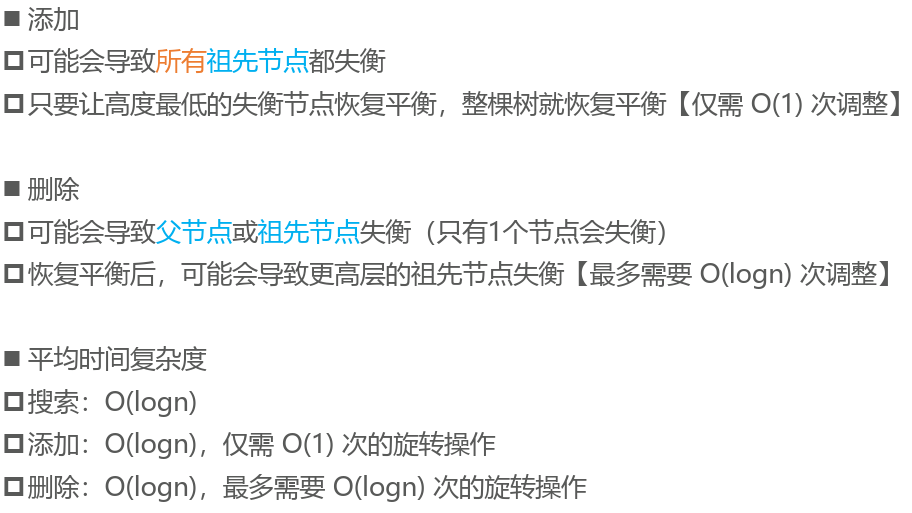 ■ 添加
□ 可能会导致所有祖先节点都失衡
□ 只要让高度最低的失衡节点恢复平衡，整棵树就恢复平衡【仅需 O(1) 次调整】
■ 删除
□ 可能会导致父节点或祖先节点失衡（只有1个节点会失衡）
□ 恢复平衡后，可能会导致更高层的祖先节点失衡【最多需要 O(logn) 次调整】
■ 平均时间复杂度
□ 搜索：O(logn)
□ 添加：O(logn)，仅需 O(1) 次的旋转操作
□ 删除：O(logn)，最多需要 O(logn) 次的旋转操作